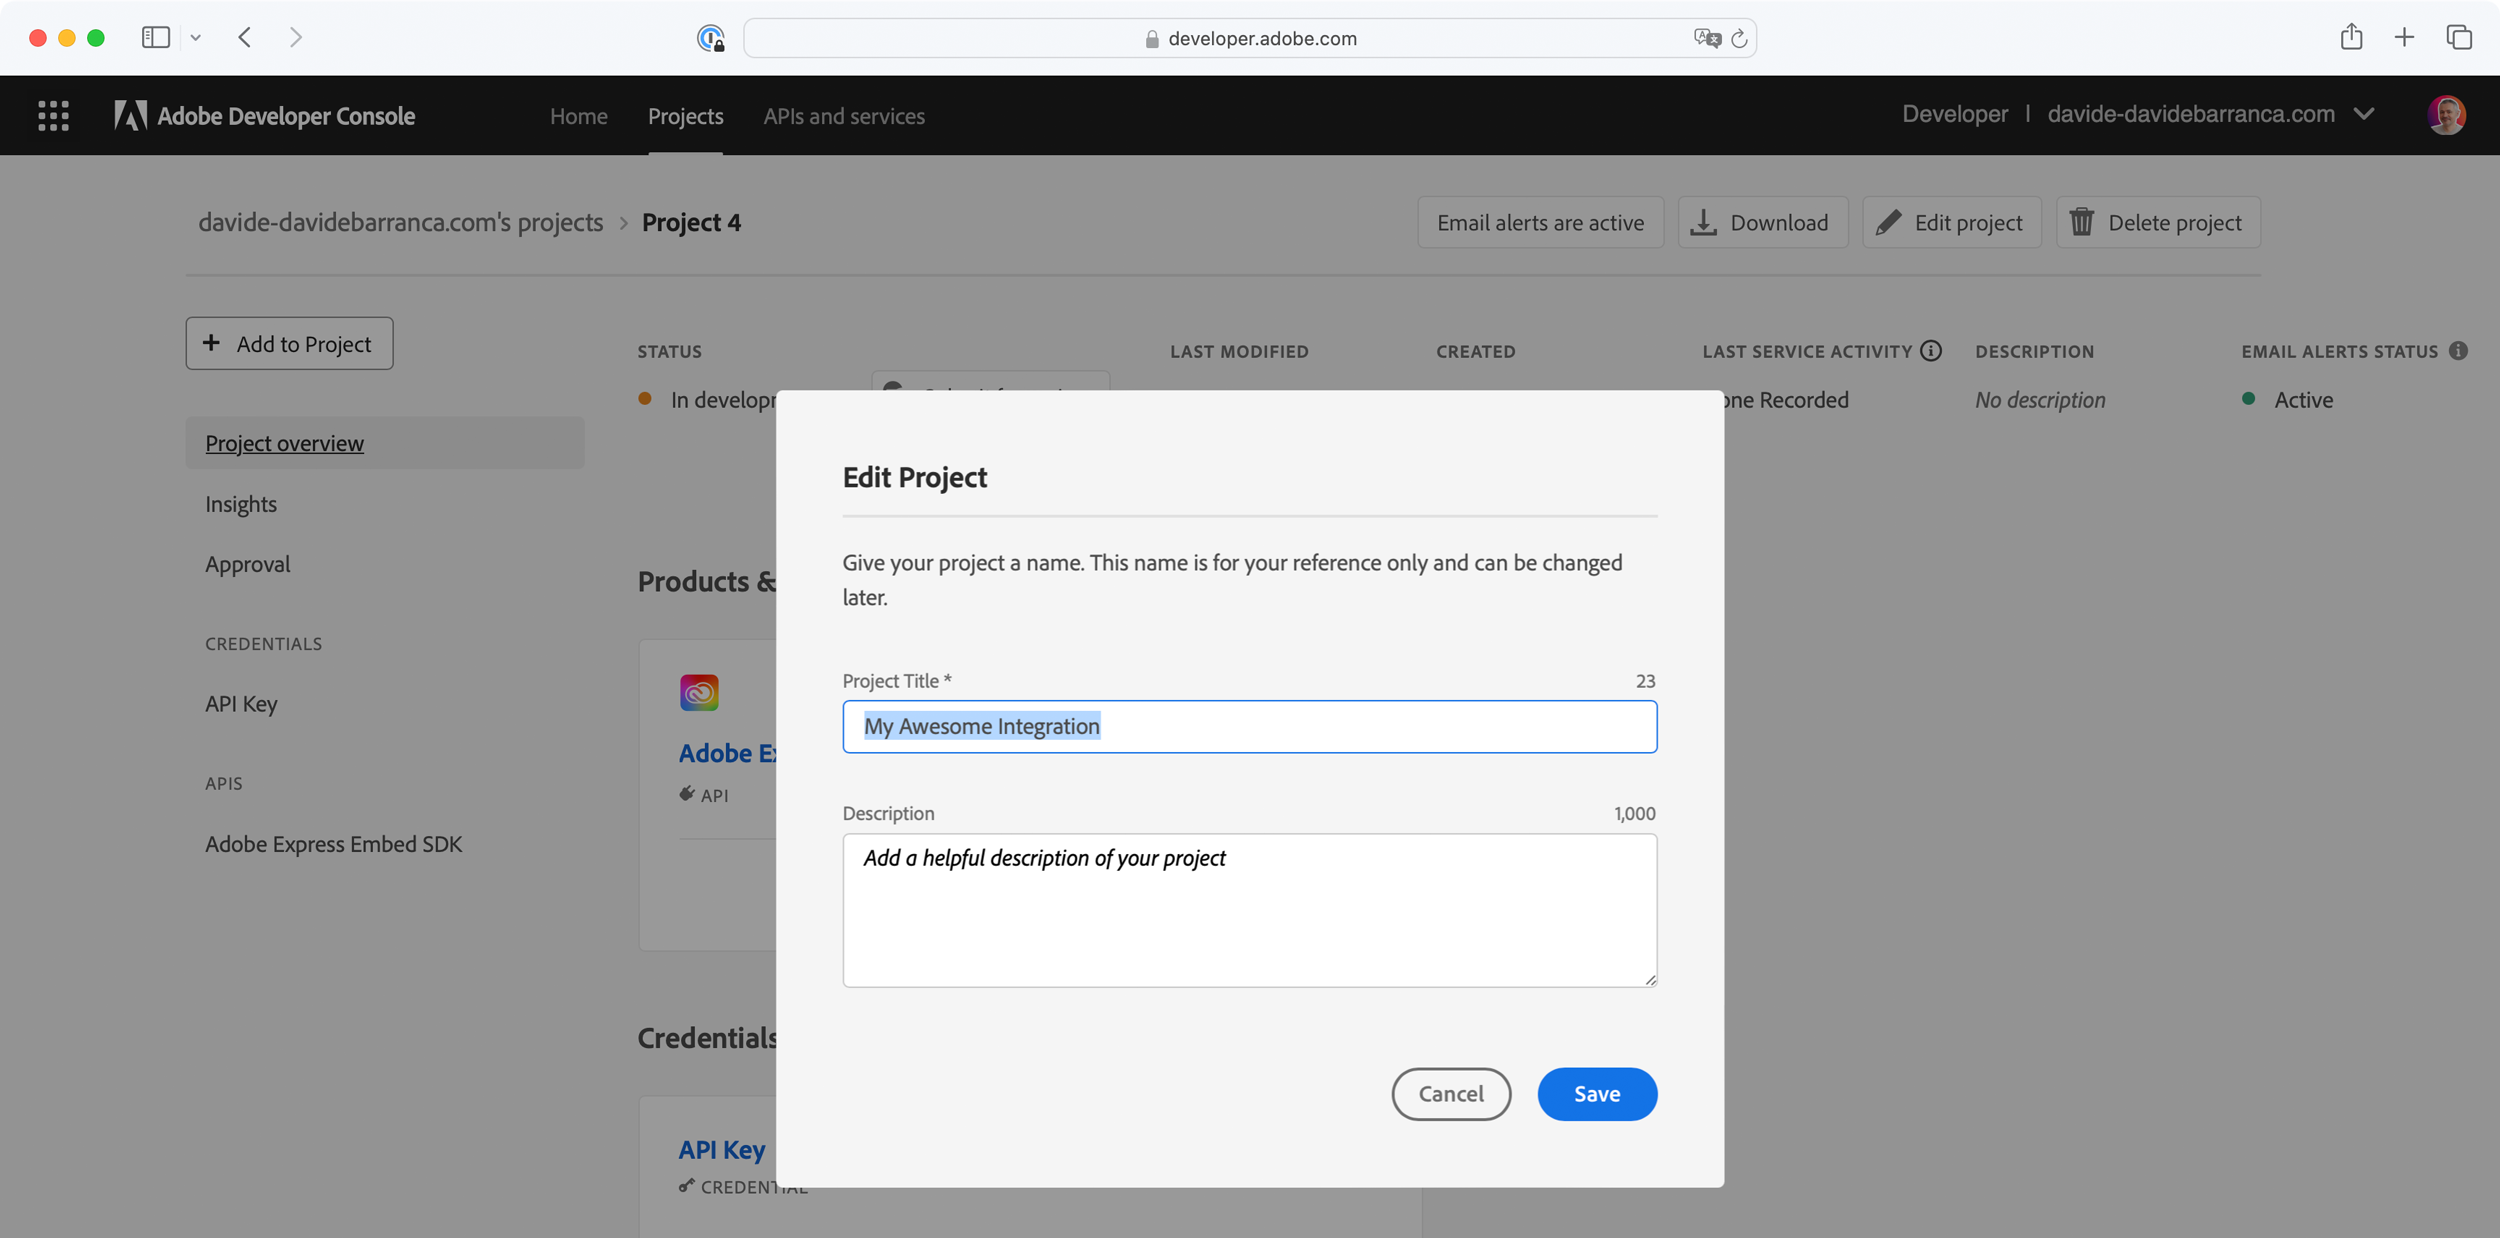 developer.adobe.com
Adobe Developer Console
Home
Projects
APIs and services
Developer | davide-davidebarranca.com
davide-davidebarranca.com's projects > Project 4
Email alerts are active
Download
Edit project
Delete project
+ Add to Project
STATUS
LAST MODIFIED
CREATED
LAST SERVICE ACTIVITY
DESCRIPTION
EMAIL ALERTS STATUS
In develop
one Recorded
No description
Active
Project overview
Insights
Approval
CREDENTIALS
API Key
APIS
Adobe Express Embed SDK
Products &
Adobe Ex
API
Credentials
API Key
CREDENTIAL
Edit Project
Give your project a name. This name is for your reference only and can be changed
later.
Project Title *
23
My Awesome Integration
Description
1,000
Add a helpful description of your project
Cancel
Save